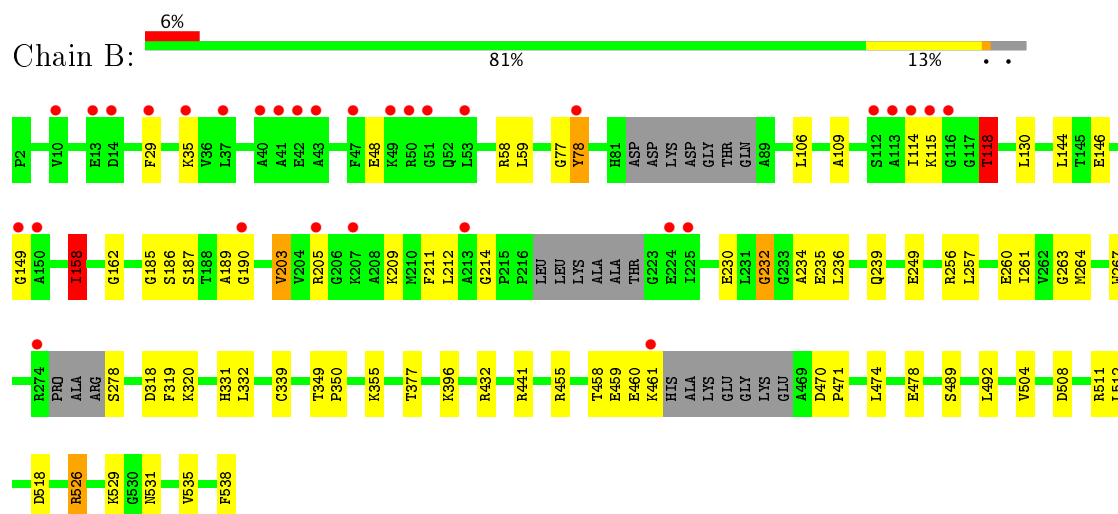 6%
Chain B:
81% 13% • •
P2 V10 E13 D14 F29 K35 V36 L37 A40 A41 E42 A43 F47 E48 K49 R50 G51 Q52 L53 R58 L59 G77 Y78 H81 ASP ASP LYS ASP GLY THR GLN A89 L106 A109 S112 A113 I114 K115 G116 G117 T118 L130 L144 T145 E146
G149 A150 I158 G162 G185 S186 S187 T188 A189 G190 V203 V204 R205 G206 K207 A208 K209 M210 F211 L212 A213 G214 P215 P216 LEU LEU LYS ALA ALA THR G223 E224 I225 E230 L231 G232 G233 A234 E235 L236 Q239 E249 R256 L257 E260 I261 V262 G263 M264 W267
R274 PRO ALA ARG S278 D318 F319 K320 H331 L332 C339 T349 P350 K355 T377 K396 R432 R441 R455 T458 E459 E460 K461 HIS ALA LYS GLU GLY LYS GLU A469 D470 P471 L474 E478 S489 L492 V504 D508 R511 L512
D518 R526 K529 G530 N531 V535 F538